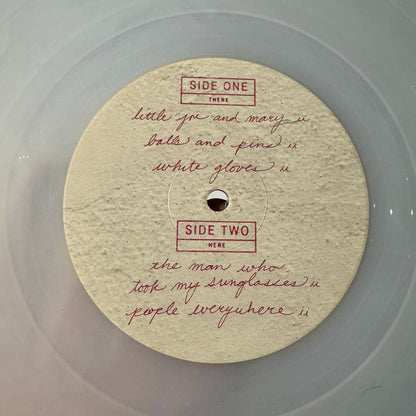 SIDE ONE
THERE
little joe and mary ii
balls and pins ii
white gloves ii
SIDE TWO
HERE
the man who
took my sunglasses ii
people everywhere ii